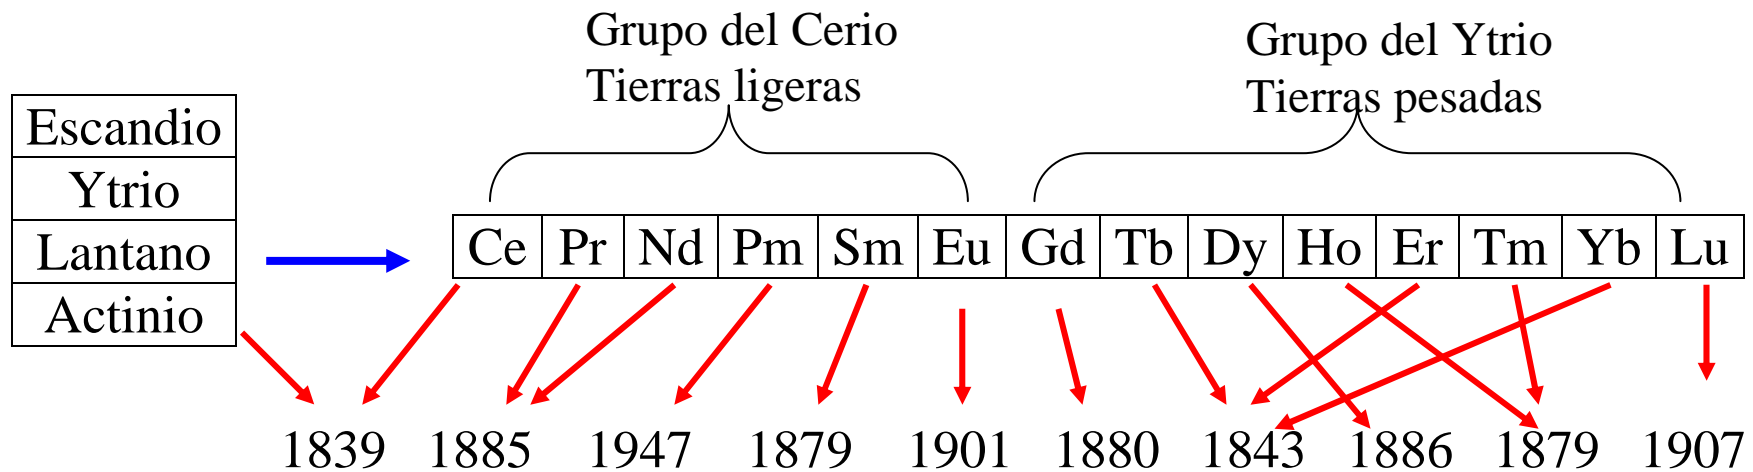 Grupo del Cerio
Tierras ligeras
Grupo del Ytrio
Tierras pesadas
Escandio
Ytrio
Lantano
Actinio
Ce Pr Nd Pm Sm Eu Gd Tb Dy Ho Er Tm Yb Lu
1839 1885 1947 1879 1901 1880 1843 1886 1879 1907